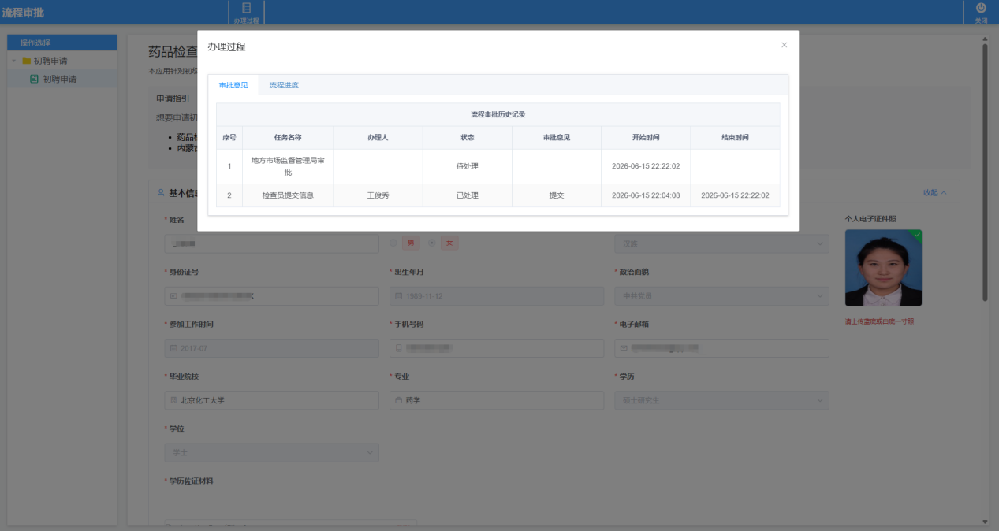 流程审批
办理过程
关闭
操作选择
初聘申请
初聘申请
药品检查
本应用针对初级
申请指引
想要申请初
药品检
内蒙古
办理过程
审批意见 流程进度
流程审批历史记录
序号 任务名称 办理人 状态 审批意见 开始时间 结束时间
1 地方市场监督管理局审批 待处理 2026-06-15 22:22:02
2 检查员提交信息 王俊秀 已处理 提交 2026-06-15 22:04:08 2026-06-15 22:22:02
基本信息
收起
* 姓名
男 女
汉族
个人电子证件照
* 身份证号 * 出生年月 * 政治面貌
1989-11-12 中共党员
请上传蓝底或白底一寸照
* 参加工作时间 * 手机号码 * 电子邮箱
2017-07
* 毕业院校 * 专业 * 学历
北京化工大学 药学 硕士研究生
* 学位
学士
* 学历佐证材料